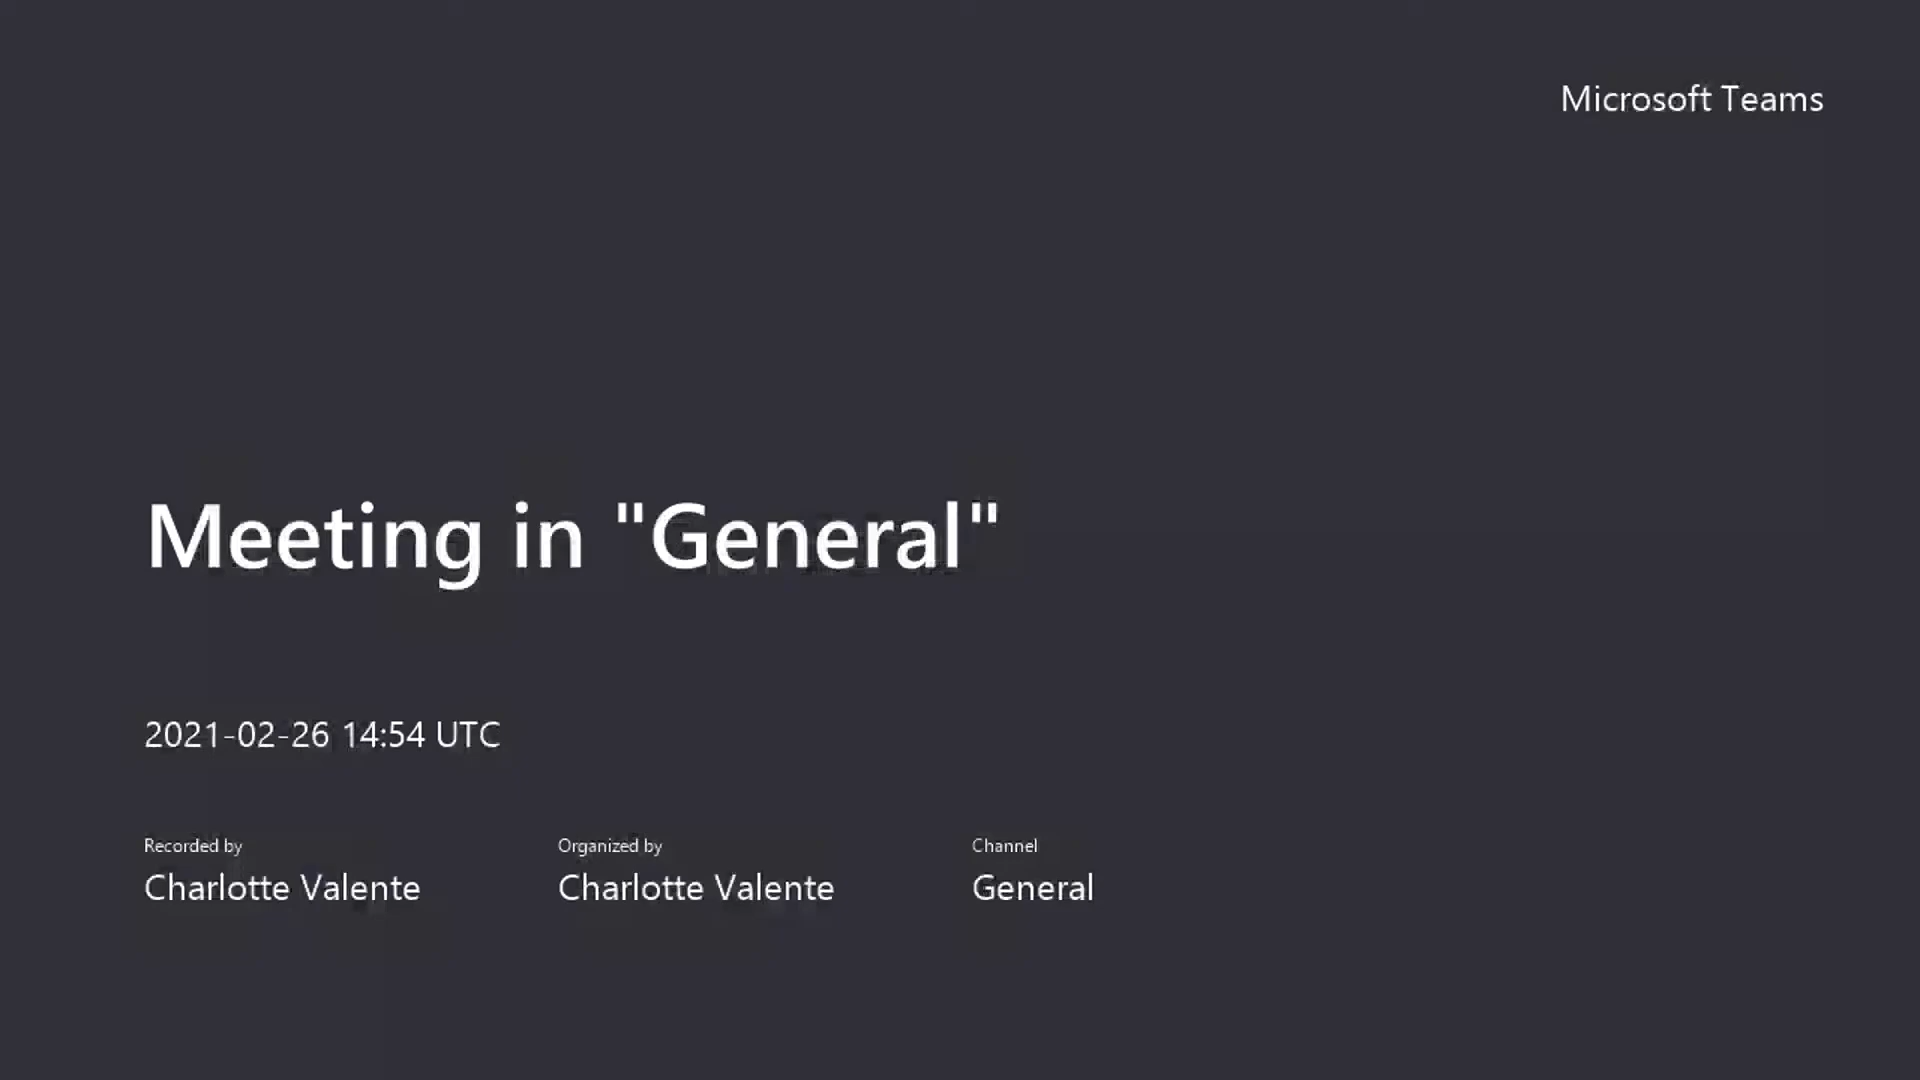 Microsoft Teams
Meeting in "General"
2021-02-26 14:54 UTC
Recorded by
Charlotte Valente
Organized by
Charlotte Valente
Channel
General